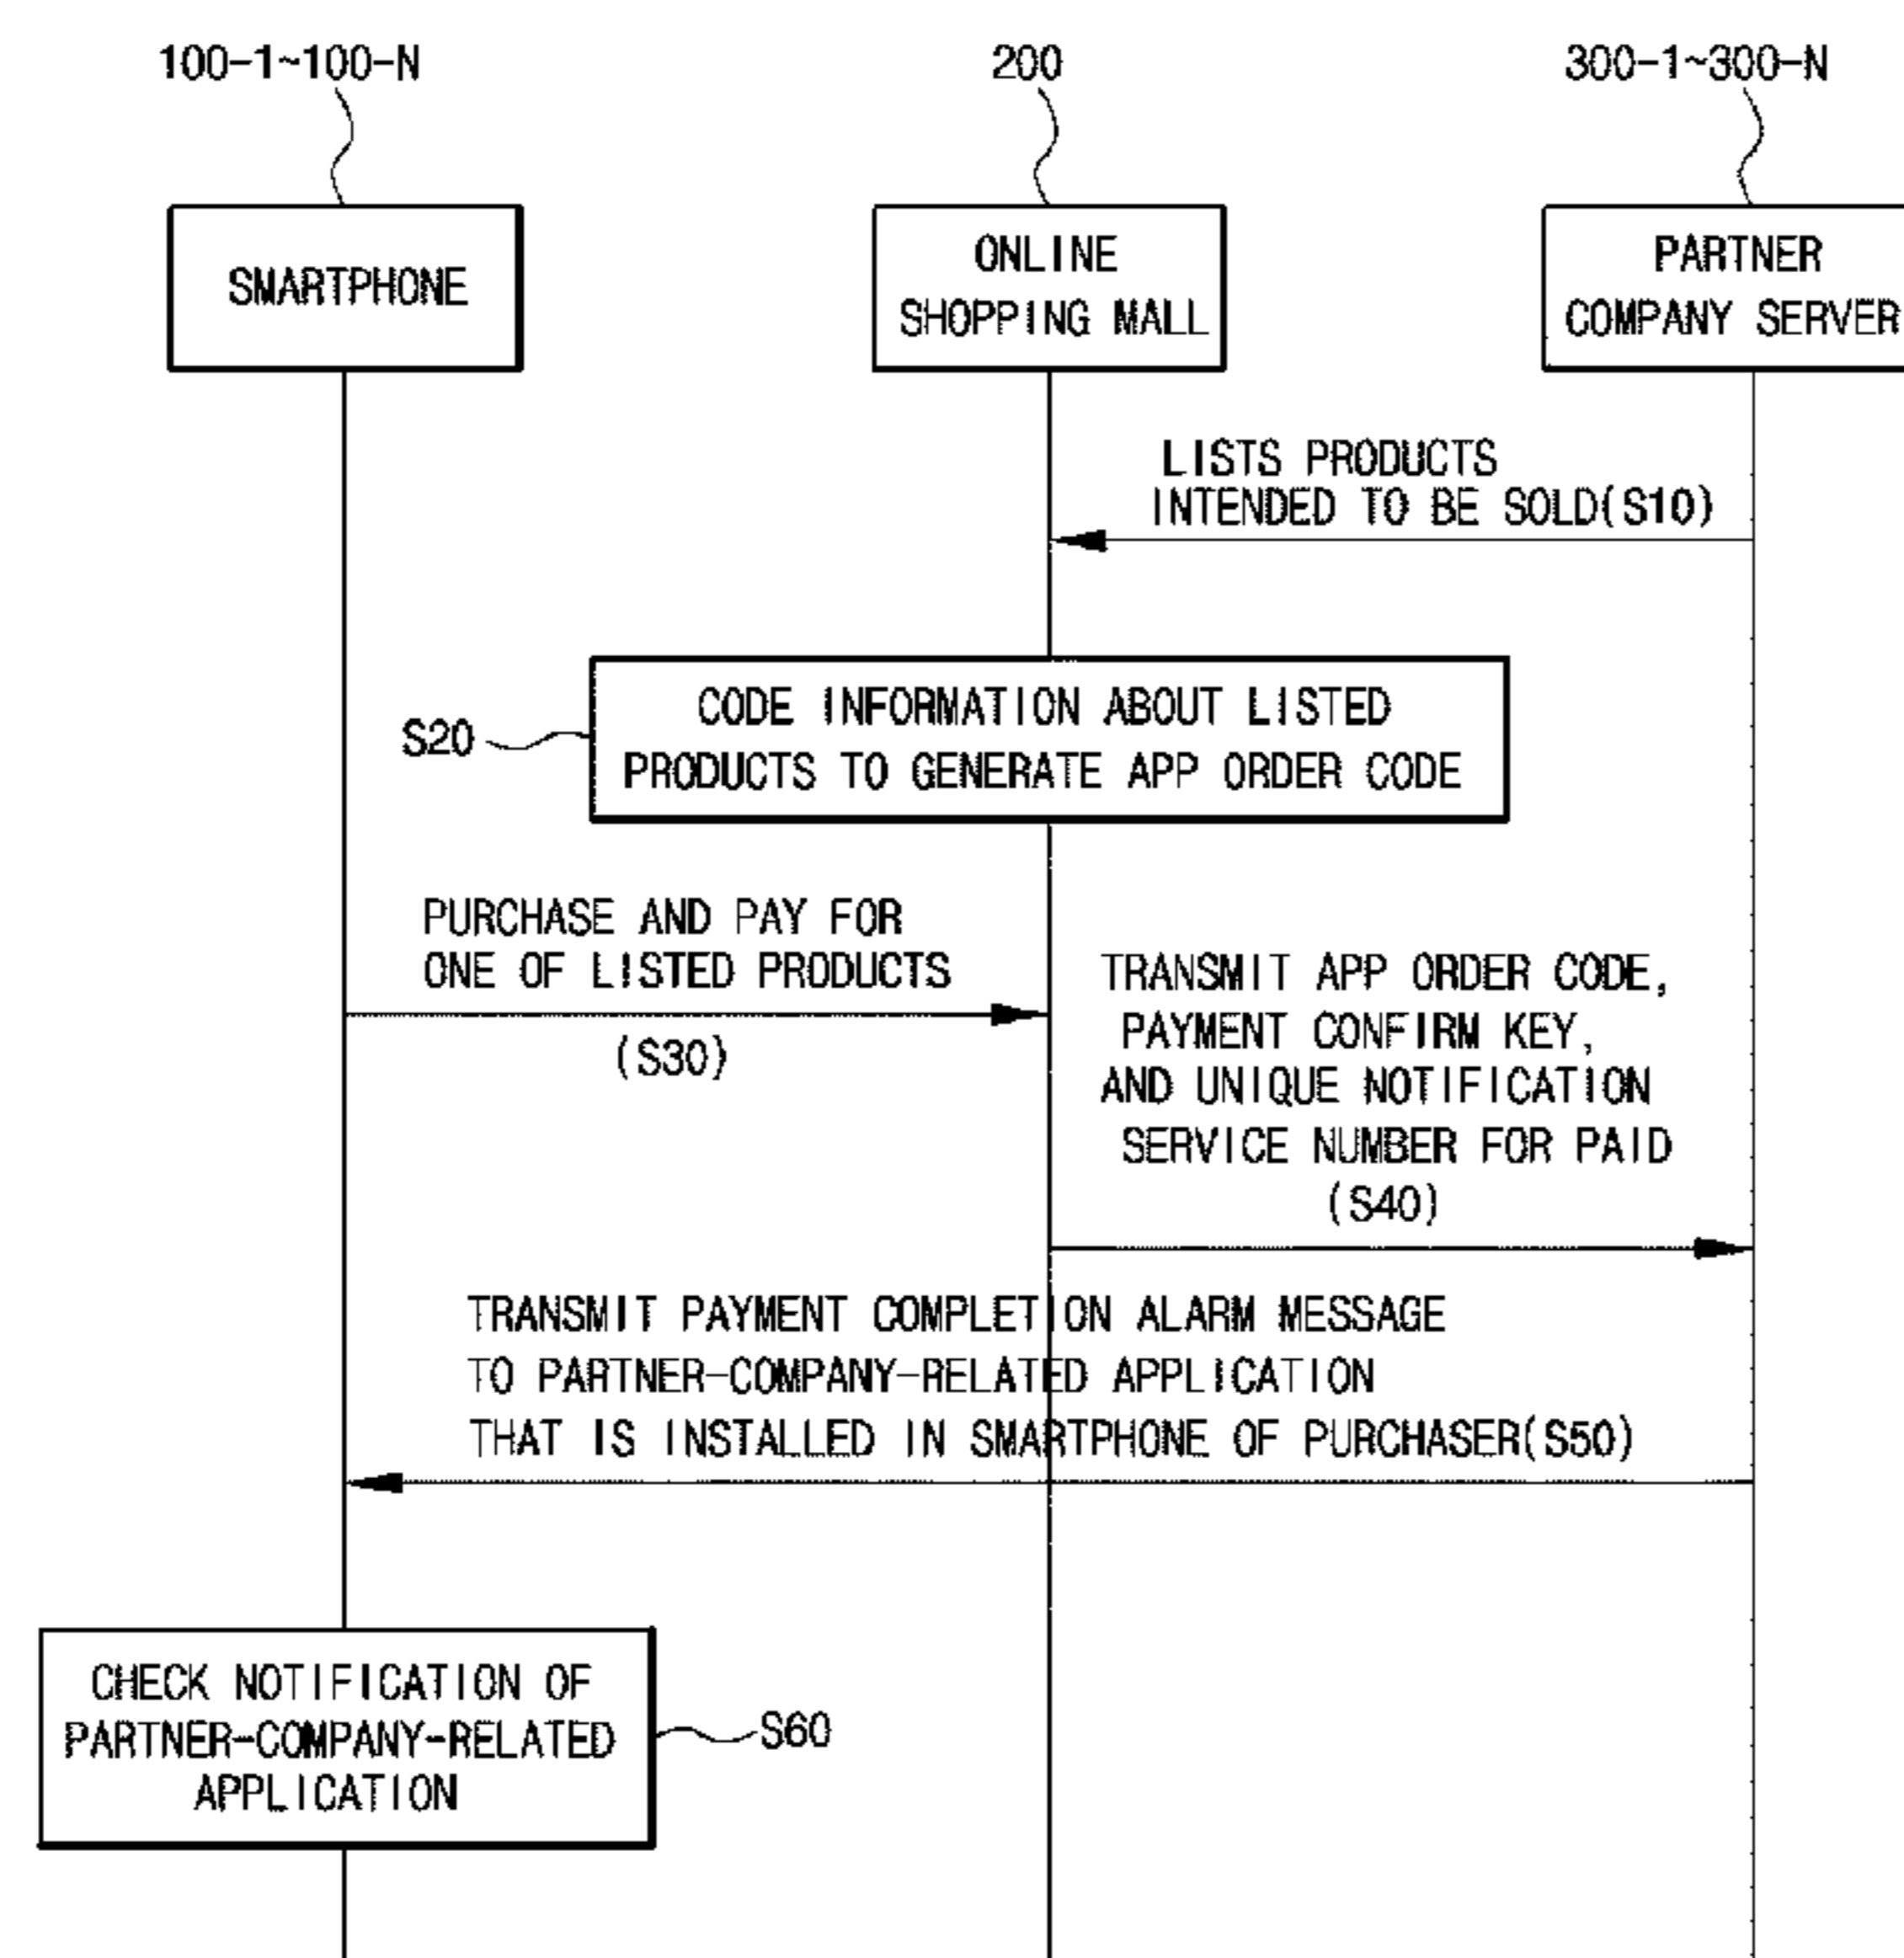 100-1~100-N
200
300-1~300-N
SMARTPHONE
ONLINE
SHOPPING MALL
PARTNER
COMPANY SERVER
LISTS PRODUCTS
INTENDED TO BE SOLD(S10)
S20
CODE INFORMATION ABOUT LISTED
PRODUCTS TO GENERATE APP ORDER CODE
PURCHASE AND PAY FOR
ONE OF LISTED PRODUCTS
(S30)
TRANSMIT APP ORDER CODE,
PAYMENT CONFIRM KEY,
AND UNIQUE NOTIFICATION
SERVICE NUMBER FOR PAID
(S40)
TRANSMIT PAYMENT COMPLETION ALARM MESSAGE
TO PARTNER-COMPANY-RELATED APPLICATION
THAT IS INSTALLED IN SMARTPHONE OF PURCHASER(S50)
CHECK NOTIFICATION OF
PARTNER-COMPANY-RELATED
APPLICATION
S60